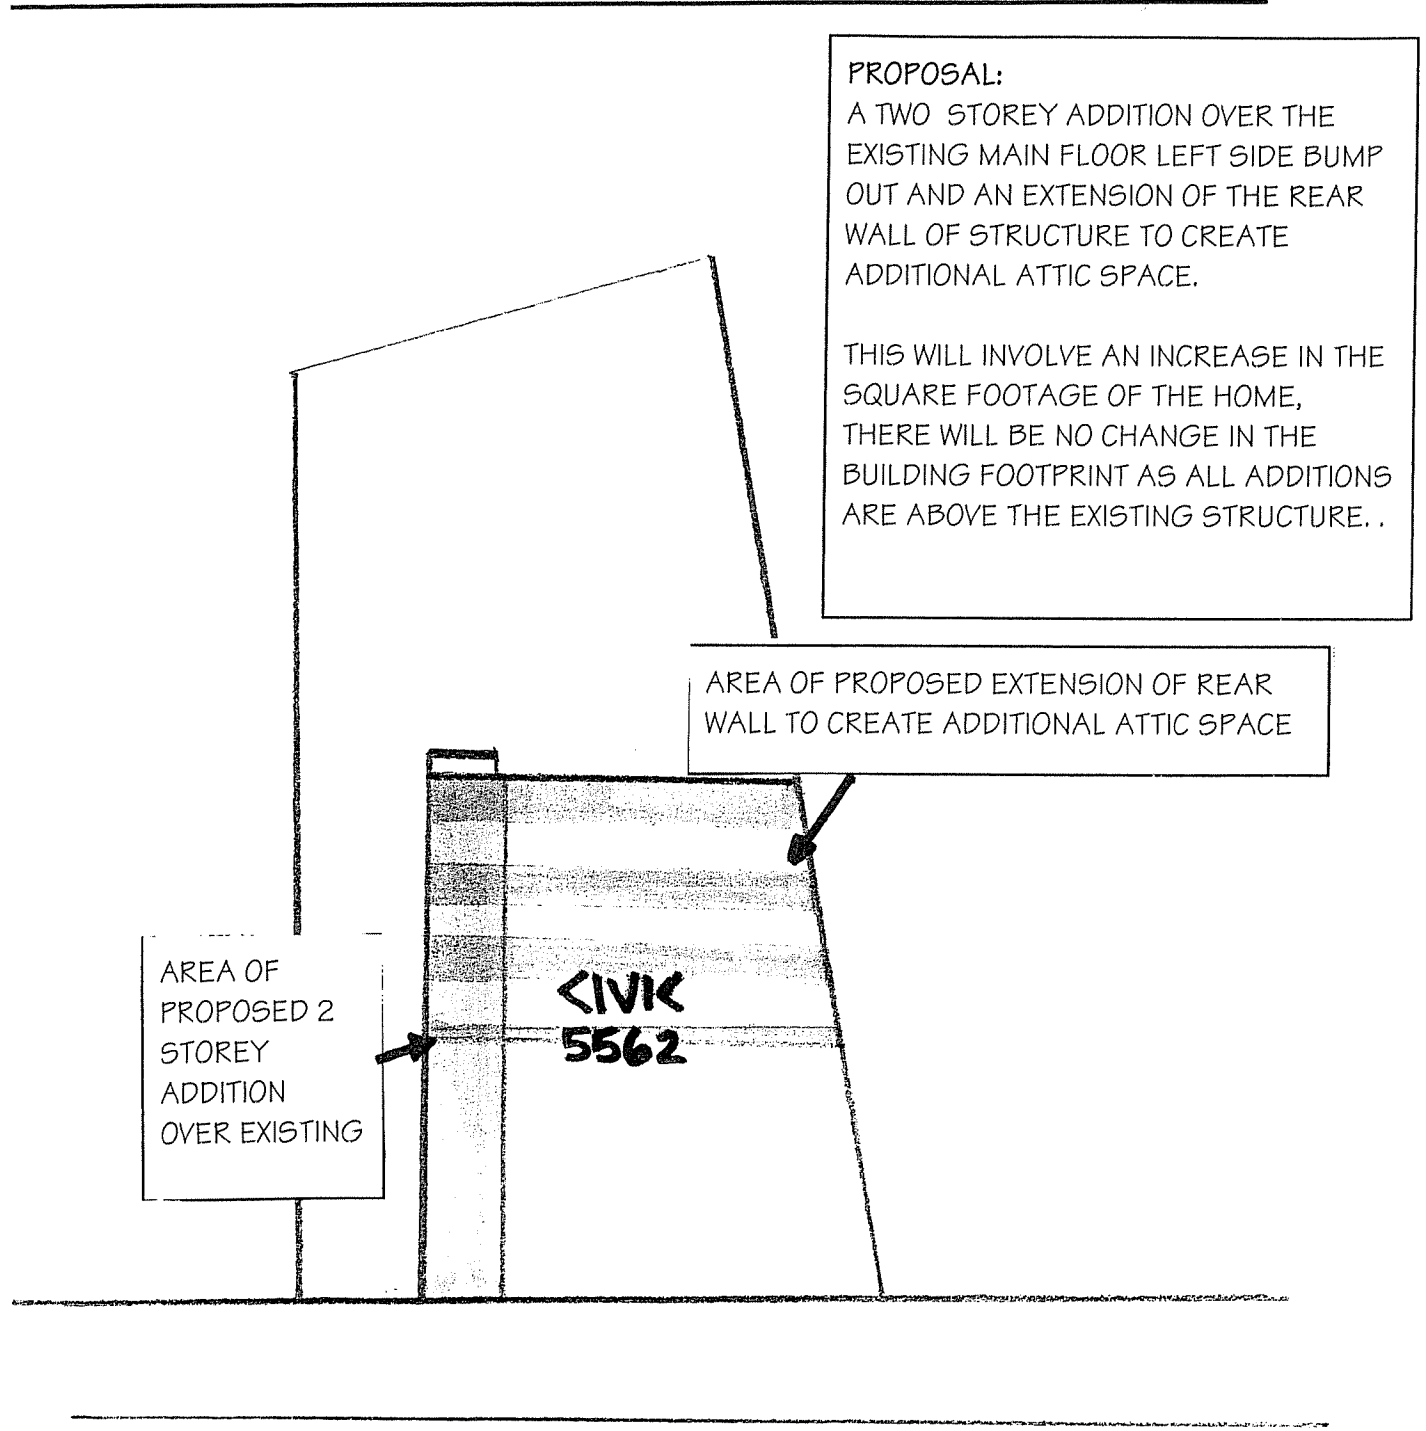 PROPOSAL:
A TWO STOREY ADDITION OVER THE
EXISTING MAIN FLOOR LEFT SIDE BUMP
OUT AND AN EXTENSION OF THE REAR
WALL OF STRUCTURE TO CREATE
ADDITIONAL ATTIC SPACE.
THIS WILL INVOLVE AN INCREASE IN THE
SQUARE FOOTAGE OF THE HOME,
THERE WILL BE NO CHANGE IN THE
BUILDING FOOTPRINT AS ALL ADDITIONS
ARE ABOVE THE EXISTING STRUCTURE. .
AREA OF PROPOSED EXTENSION OF REAR
WALL TO CREATE ADDITIONAL ATTIC SPACE
AREA OF
PROPOSED 2
STOREY
ADDITION
OVER EXISTING
CIVIC
5562